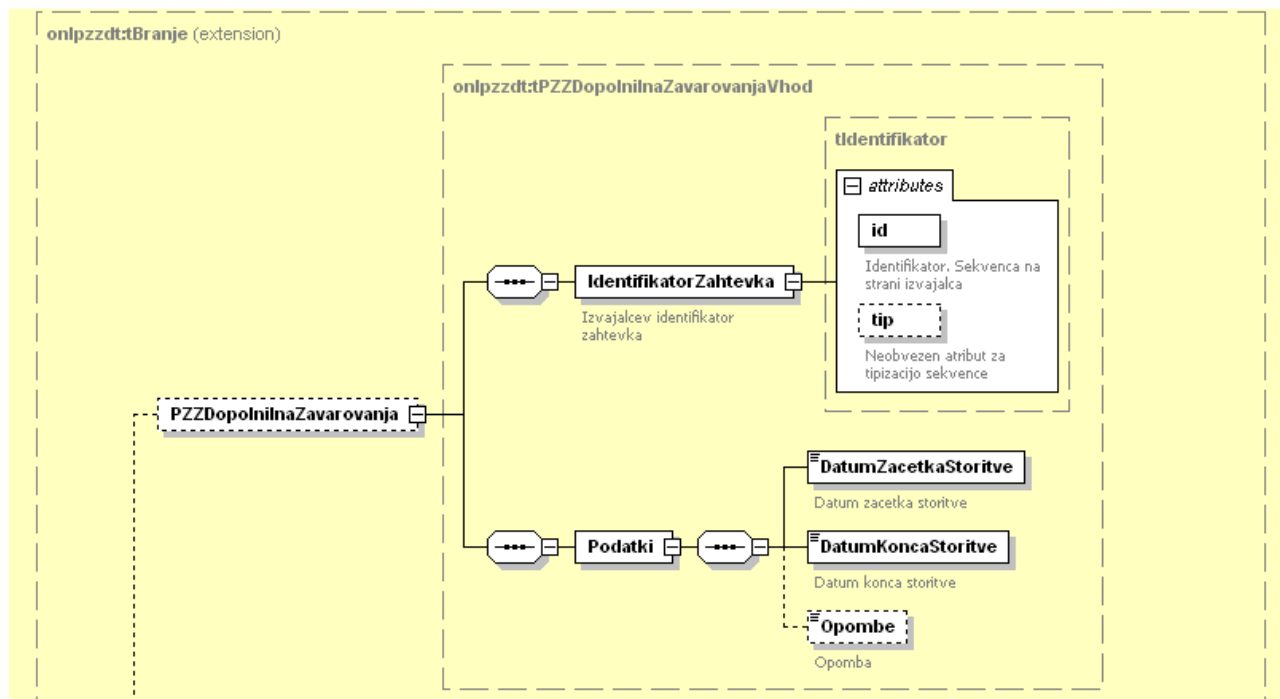 onlpzzdt:tBranje (extension)
onlpzzdt:tPZZDopolnilnaZavarovanjaVhod
tIdentifikator
attributes
id
Identifikator. Sekvenca na
strani izvajalca
IdentifikatorZahtevka
Izvajalcev identifikator
zahtevka
tip
Neobvezen atribut za
tipizacijo sekvence
PZZDopolnilnaZavarovanja
DatumZacetkaStoritve
Datum zacetka storitve
Podatki
DatumKoncaStoritve
Datum konca storitve
Opombe
Opomba